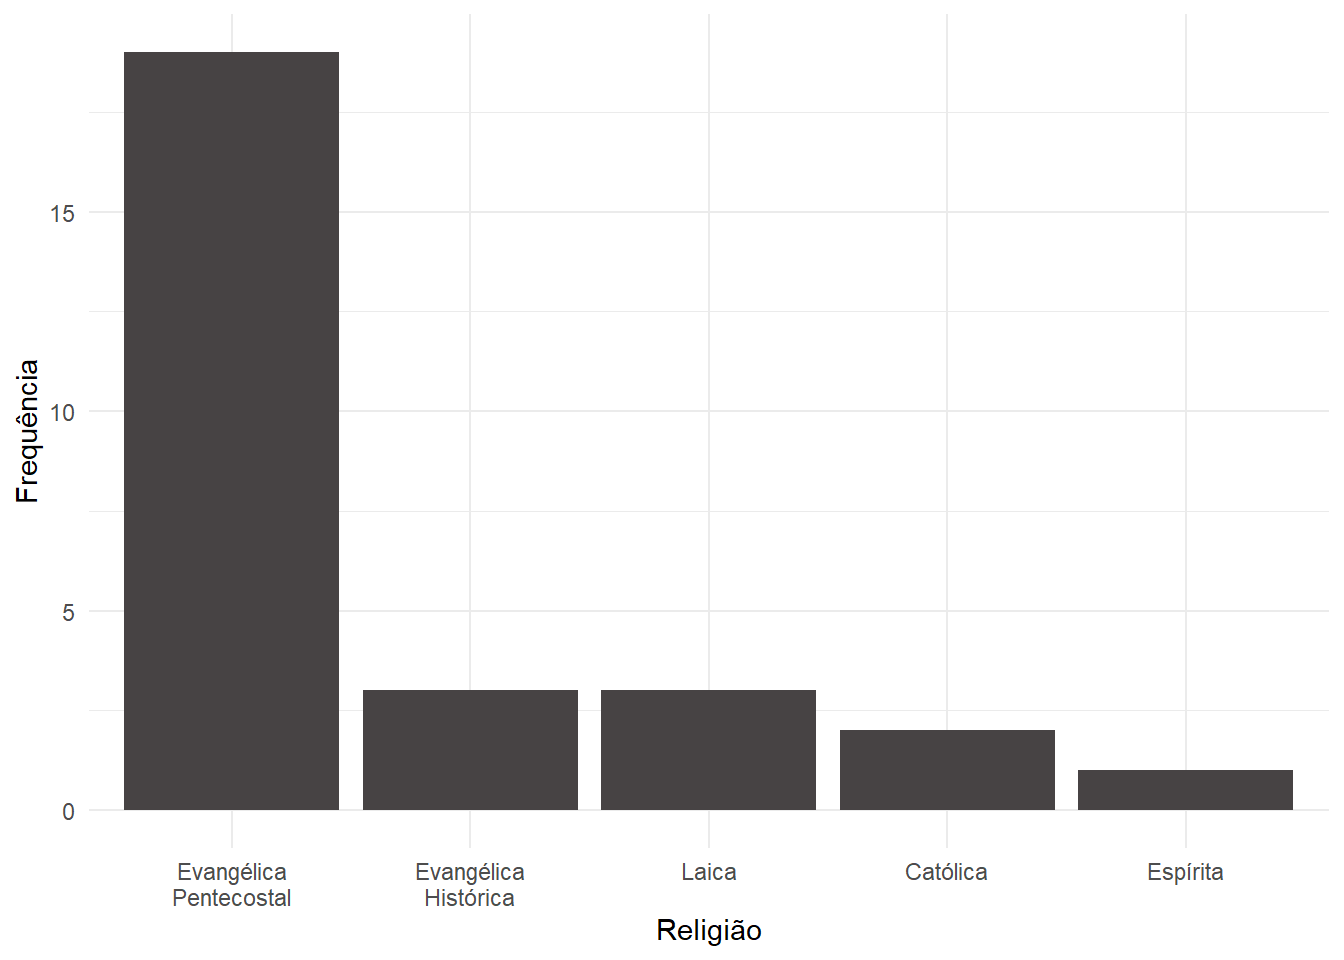 Frequência
15
10
5
0
Evangélica
Pentecostal
Evangélica
Histórica
Laica
Católica
Espírita
Religião